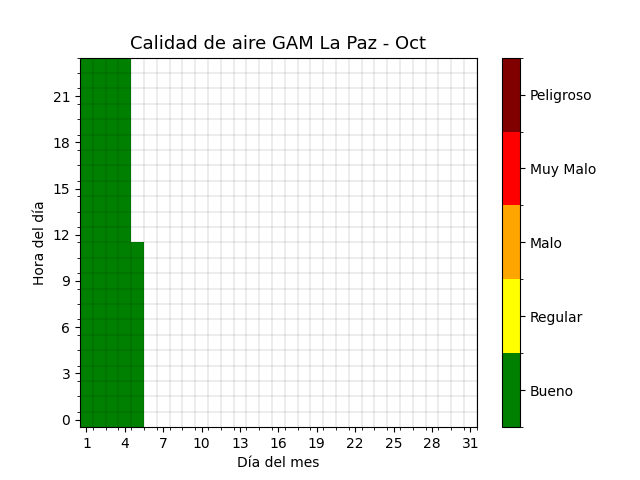 Calidad de aire GAM La Paz - Oct
Hora del día
21
18
15
12
9
6
3
0
1 4 7 10 13 16 19 22 25 28 31
Día del mes
Peligroso
Muy Malo
Malo
Regular
Bueno